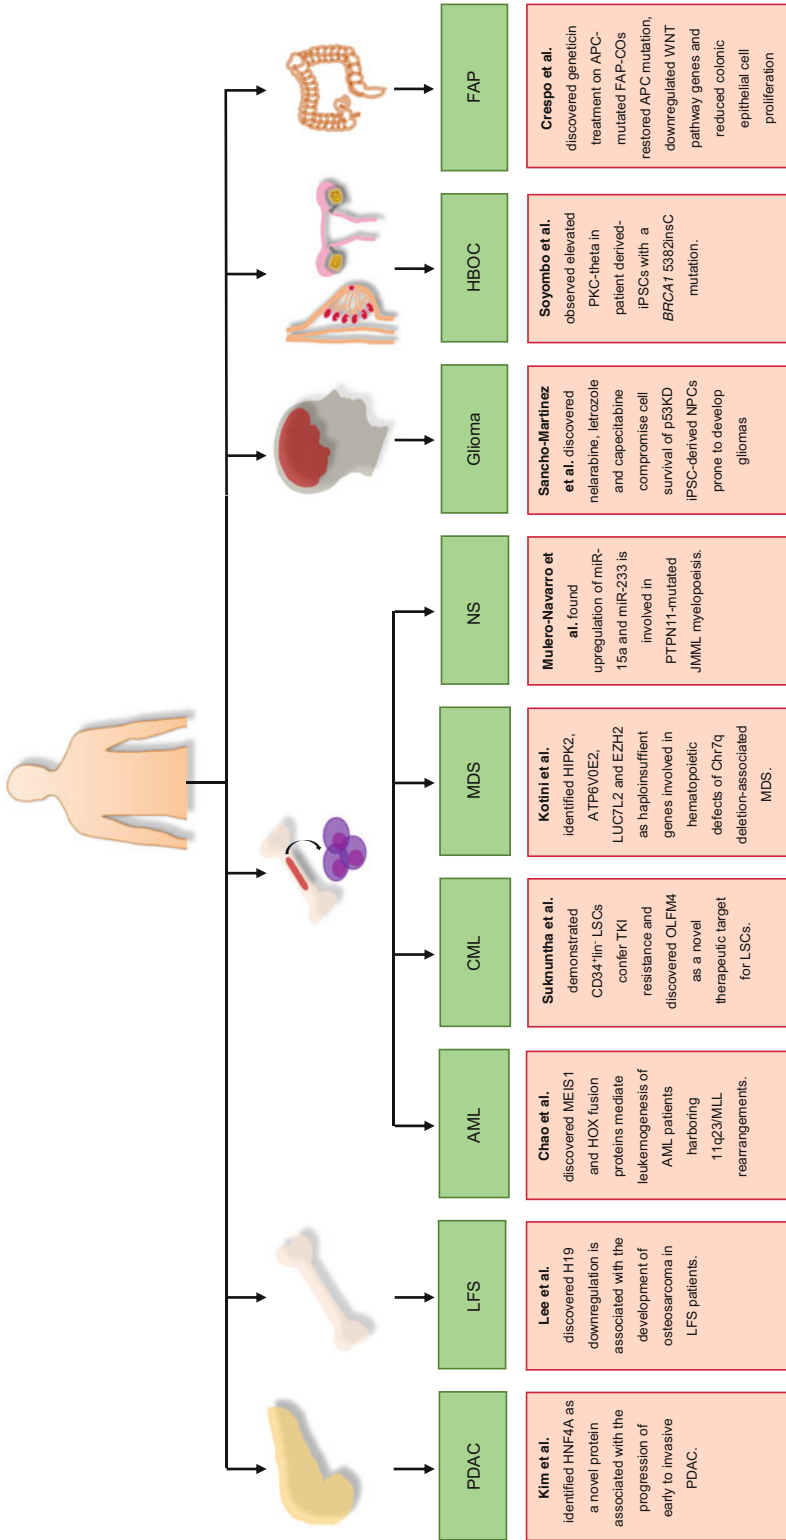 PDAC
LFS
AML
CML
MDS
NS
Glioma
HBOC
FAP
Kim et al.
identified HNF4A as
a novel protein
associated with the
progression of
early to invasive
PDAC.
Lee et al.
discovered H19
downregulation is
associated with the
development of
osteosarcoma in
LFS patients.
Chao et al.
discovered MEIS1
and HOX fusion
proteins mediate
leukemogenesis of
AML patients
harboring
11q23/MLL
rearrangements.
Suknuntha et al.
demonstrated
CD34⁺lin⁻ LSCs
confer TKI
resistance and
discovered OLFM4
as a novel
therapeutic target
for LSCs.
Kotini et al.
identified HIPK2,
ATP6V0E2,
LUC7L2 and EZH2
as haploinsuffient
genes involved in
hematopoietic
defects of Chr7q
deletion-associated
MDS.
Mulero-Navarro et
al. found
upregulation of miR-
15a and miR-233 is
involved in
PTPN11-mutated
JMML myelopoeisis.
Sancho-Martinez
et al. discovered
nelarabine, letrozole
and capecitabine
compromise cell
survival of p53KD
iPSC-derived NPCs
prone to develop
gliomas
Soyombo et al.
observed elevated
PKC-theta in
patient derived-
iPSCs with a
BRCA1 5382insC
mutation.
Crespo et al.
discovered geneticin
treatment on APC-
mutated FAP-COs
restored APC mutation,
downregulated WNT
pathway genes and
reduced colonic
epithelial cell
proliferation